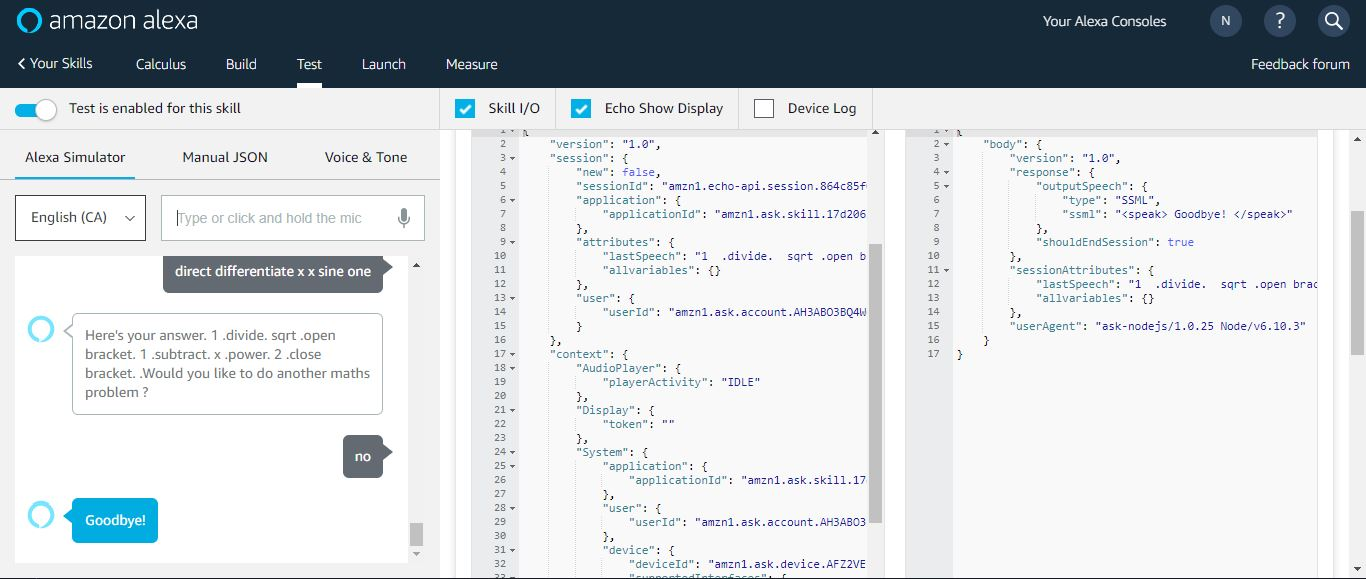 amazon alexa
Your Alexa Consoles N ?
Your Skills Calculus Build Test Launch Measure Feedback forum
Test is enabled for this skill
Skill I/O Echo Show Display Device Log
Alexa Simulator Manual JSON Voice & Tone
English (CA) Type or click and hold the mic
direct differentiate x x sine one
Here's your answer. 1 .divide. sqrt .open
bracket. 1 .subtract. x .power. 2 .close
bracket. .Would you like to do another maths
problem ?
no
Goodbye!
1 {
2 "version": "1.0",
3 "session": {
4 "new": false,
5 "sessionId": "amzn1.echo-api.session.864c85f
6 "application": {
7 "applicationId": "amzn1.ask.skill.17d206
8 },
9 "attributes": {
10 "lastSpeech": "1  .divide.  sqrt .open b
11 "allvariables": {}
12 },
13 "user": {
14 "userId": "amzn1.ask.account.AH3ABO3BQ4W
15 }
16 },
17 "context": {
18 "AudioPlayer": {
19 "playerActivity": "IDLE"
20 },
21 "Display": {
22 "token": ""
23 },
24 "System": {
25 "application": {
26 "applicationId": "amzn1.ask.skill.17
27 },
28 "user": {
29 "userId": "amzn1.ask.account.AH3ABO3
30 },
31 "device": {
32 "deviceId": "amzn1.ask.device.AFZ2VE
33 "supportedInterfaces": {
1 {
2 "body": {
3 "version": "1.0",
4 "response": {
5 "outputSpeech": {
6 "type": "SSML",
7 "ssml": "<speak> Goodbye! </speak>"
8 },
9 "shouldEndSession": true
10 },
11 "sessionAttributes": {
12 "lastSpeech": "1  .divide.  sqrt .open brac
13 "allvariables": {}
14 },
15 "userAgent": "ask-nodejs/1.0.25 Node/v6.10.3"
16 }
17 }